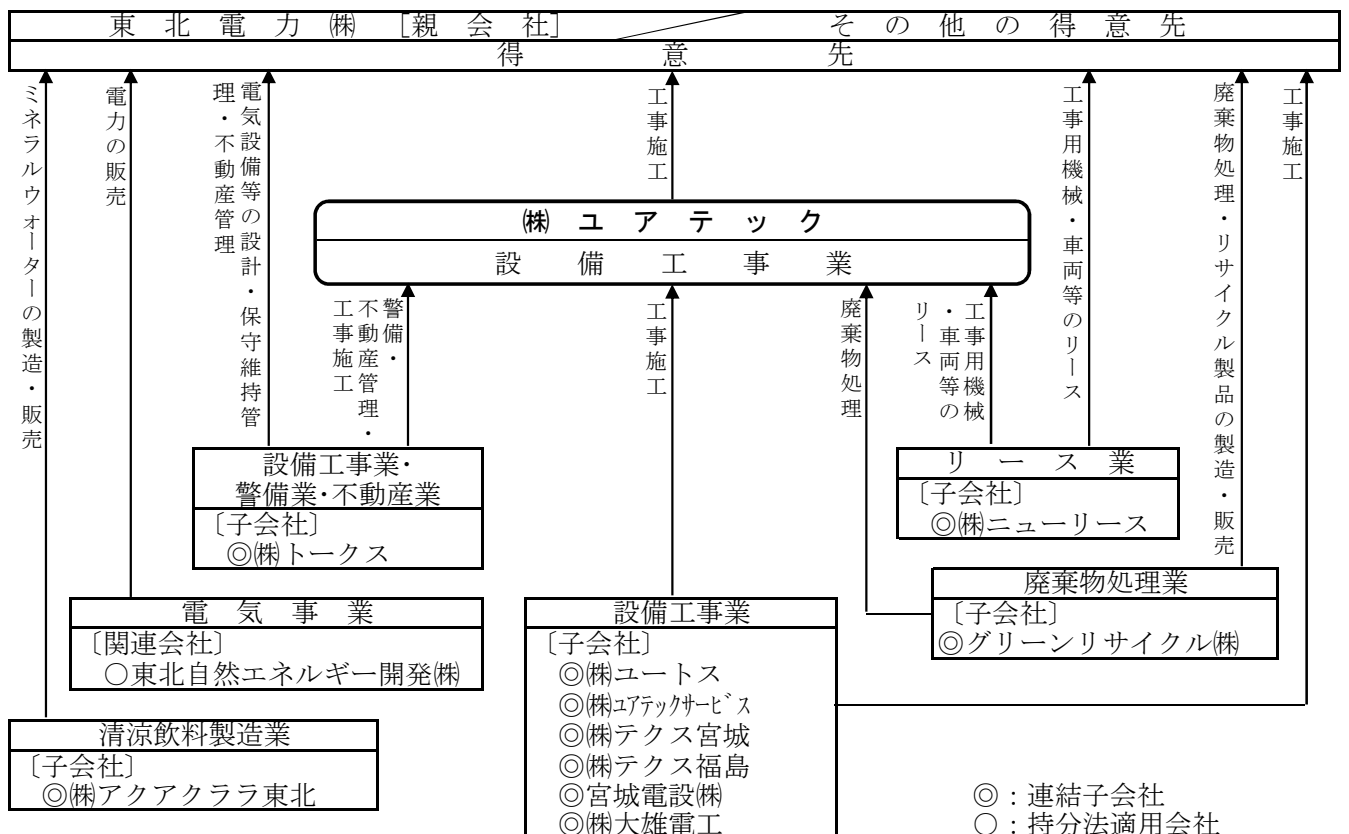 東北電力㈱［親会社］ その他の得意先
得意先
ミネラルウォーターの製造・販売
電力の販売
電気設備等の設計・保守維持管
理・不動産管理
工事施工
工事用機械・車両等のリース
廃棄物処理・リサイクル製品の製造・販売
工事施工
㈱ユアテック
設備工事業
警備・
不動産管理・
工事施工
工事施工
廃棄物処理
工事用機械
・車両等の
リース
設備工事業・
警備業・不動産業
〔子会社〕
◎㈱トークス
リース業
〔子会社〕
◎㈱ニューリース
電気事業
〔関連会社〕
○東北自然エネルギー開発㈱
設備工事業
〔子会社〕
◎㈱ユートス
◎㈱ユアテックサービス
◎㈱テクス宮城
◎㈱テクス福島
◎宮城電設㈱
◎㈱大雄電工
廃棄物処理業
〔子会社〕
◎グリーンリサイクル㈱
清涼飲料製造業
〔子会社〕
◎㈱アクアクララ東北
◎：連結子会社
○：持分法適用会社